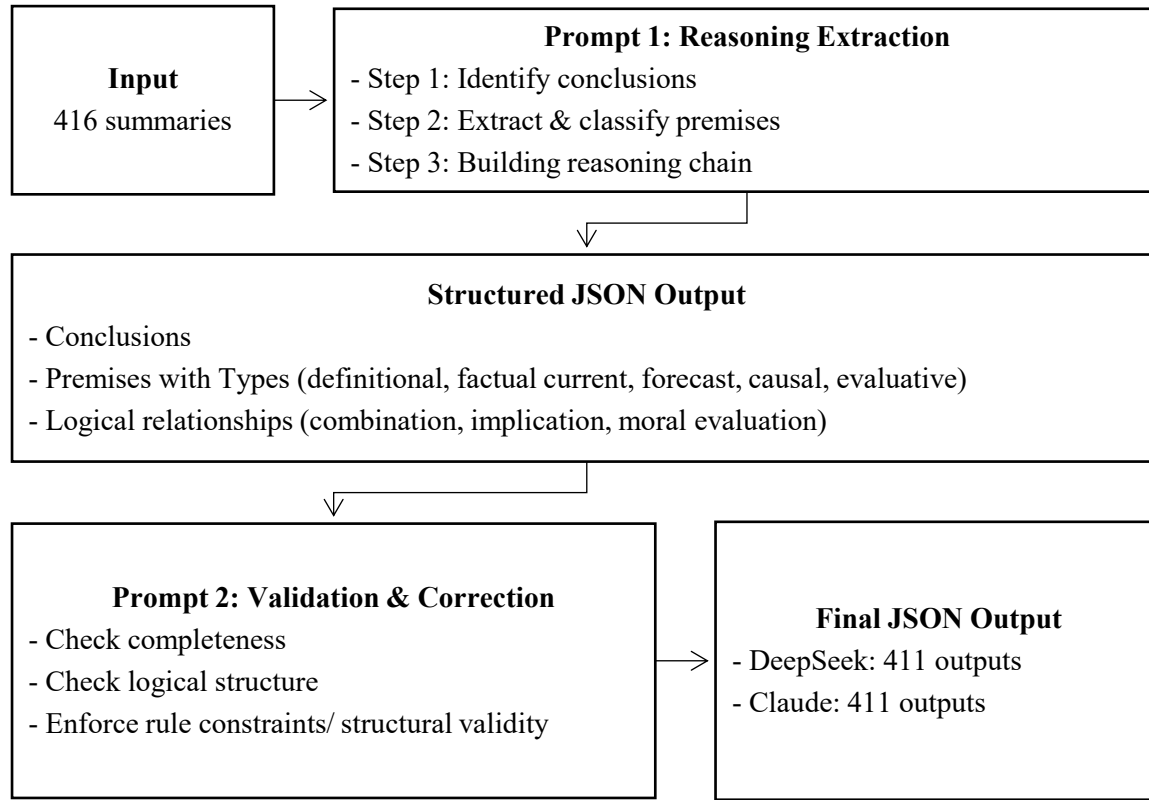 Input
416 summaries
Prompt 1: Reasoning Extraction
- Step 1: Identify conclusions
- Step 2: Extract & classify premises
- Step 3: Building reasoning chain
Structured JSON Output
- Conclusions
- Premises with Types (definitional, factual current, forecast, causal, evaluative)
- Logical relationships (combination, implication, moral evaluation)
Prompt 2: Validation & Correction
- Check completeness
- Check logical structure
- Enforce rule constraints/ structural validity
Final JSON Output
- DeepSeek: 411 outputs
- Claude: 411 outputs